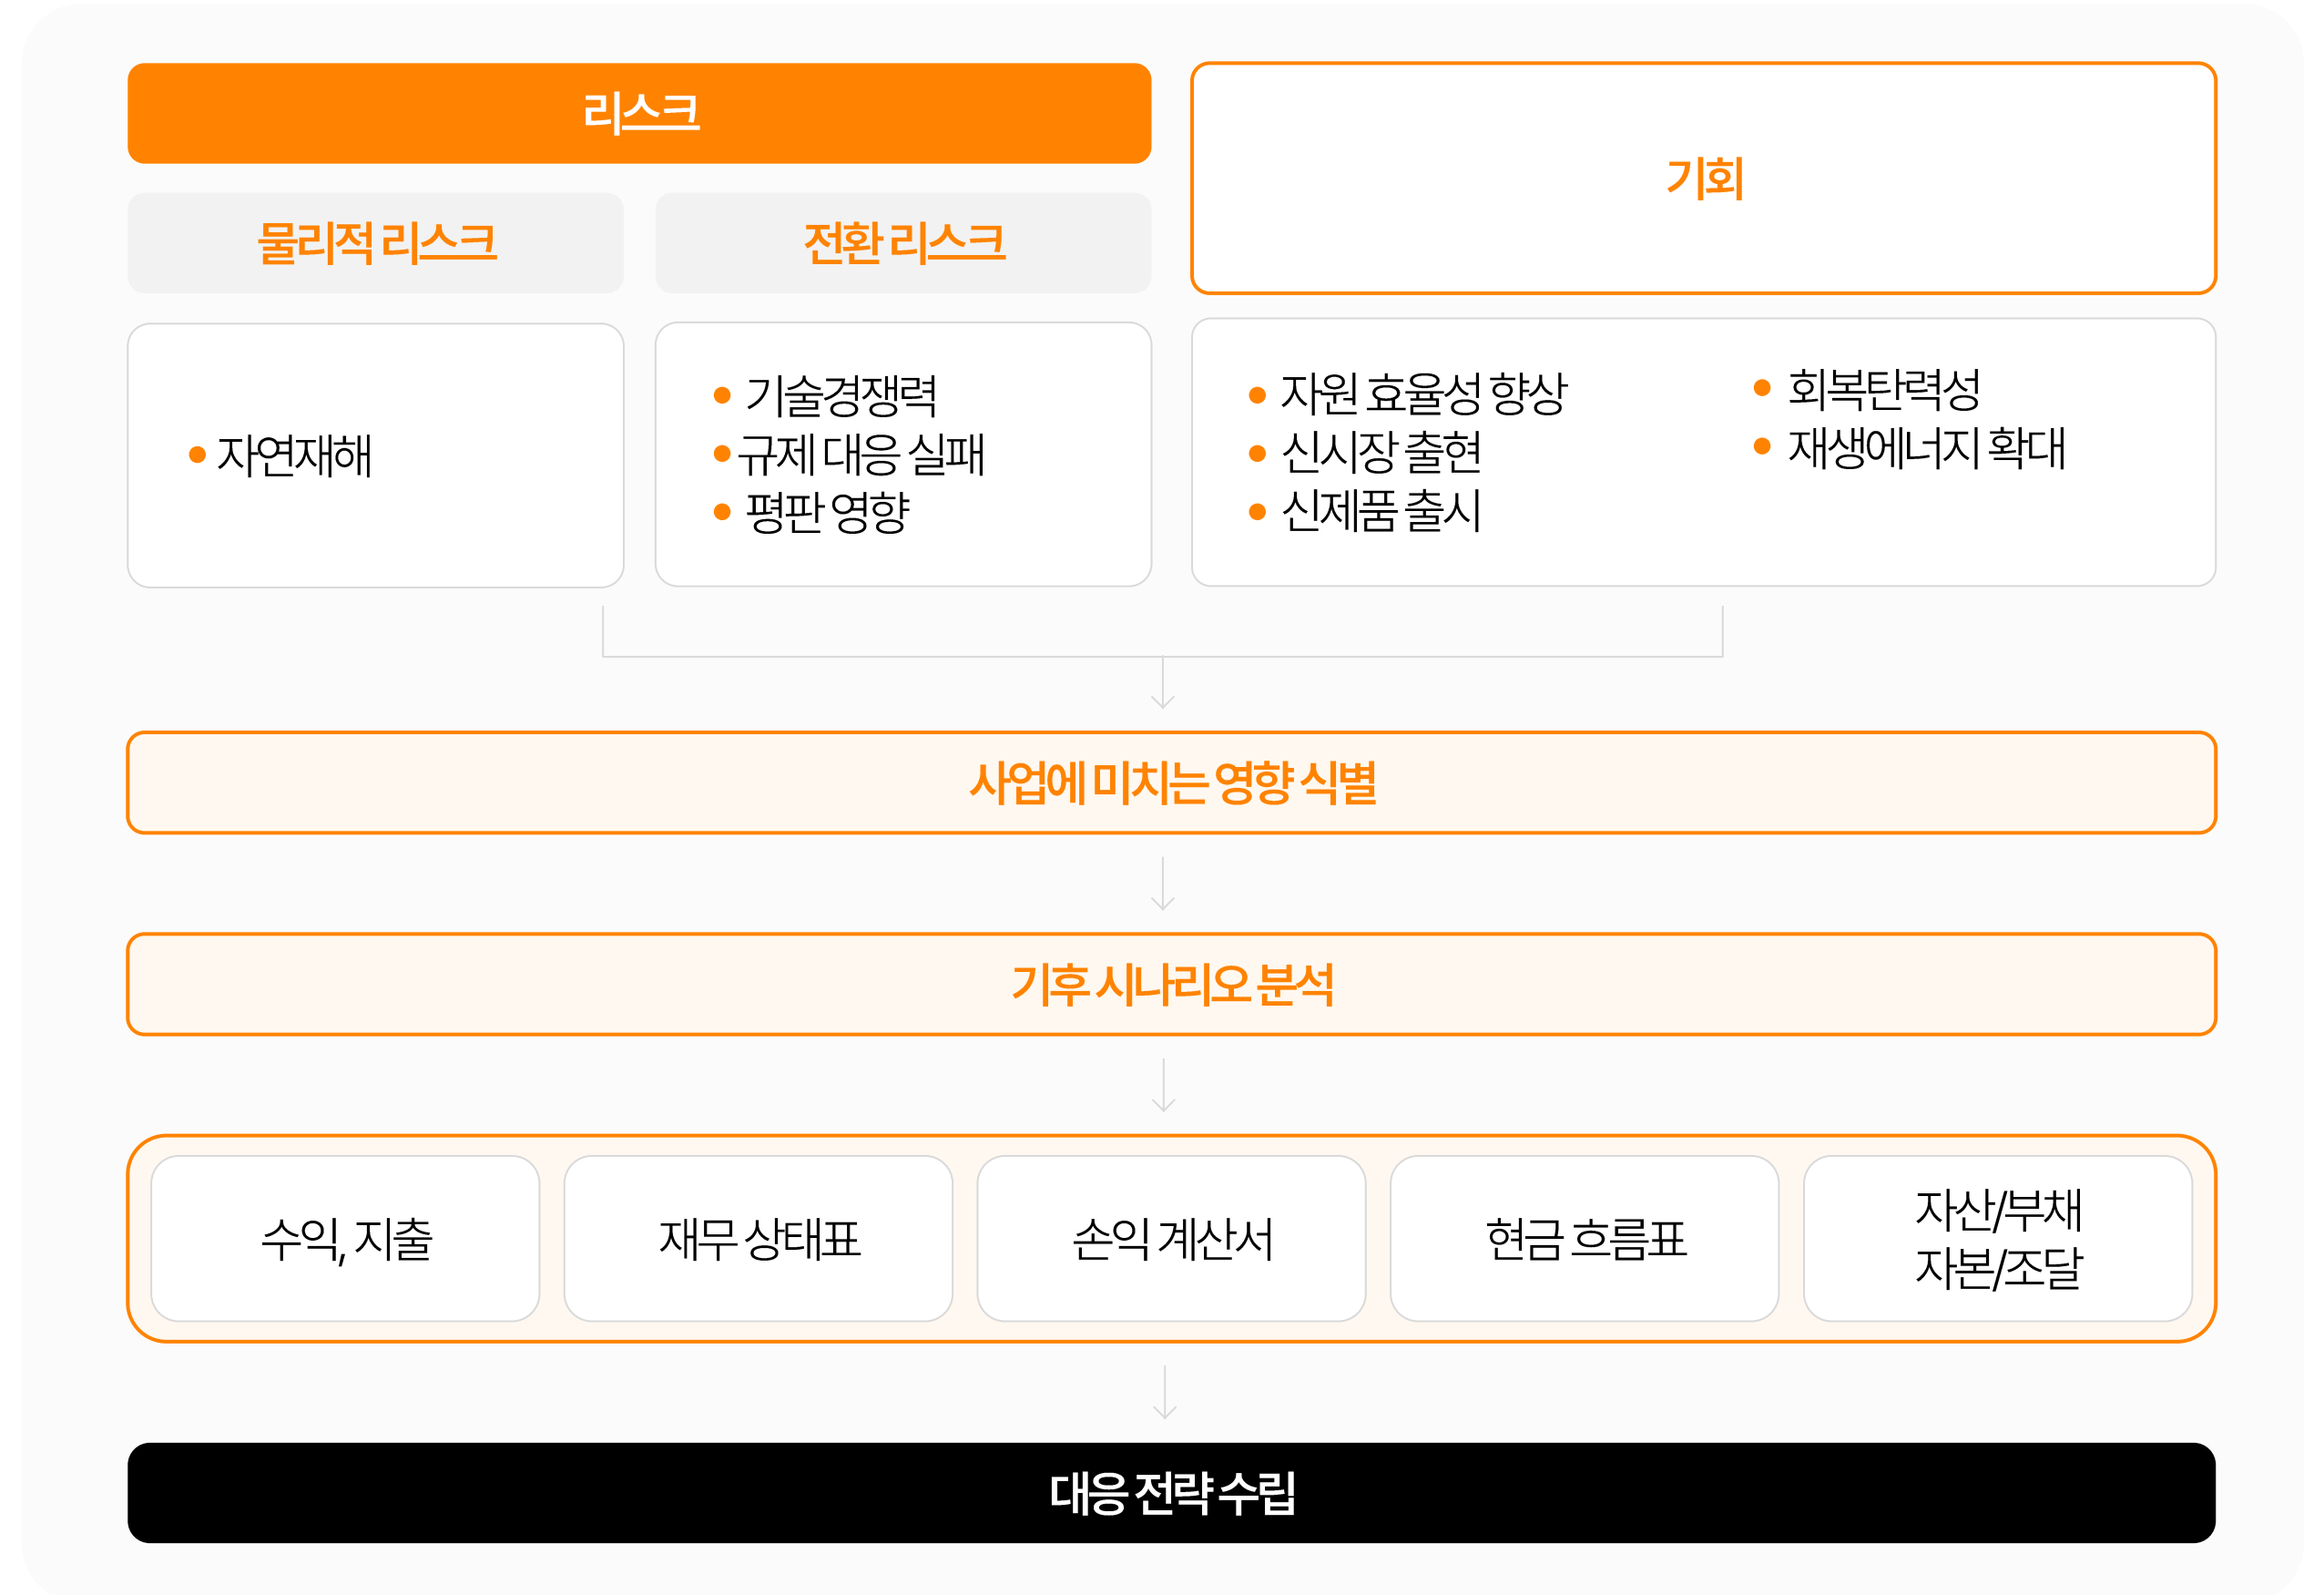 리스크
기회
물리적 리스크
전환 리스크
자연재해
기술경쟁력
규제 대응 실패
평판 영향
자원 효율성 향상
신시장 출현
신제품 출시
회복탄력성
재생에너지 확대
사업에 미치는 영향 식별
기후 시나리오 분석
수익, 지출
재무 상태표
손익 계산서
현금 흐름표
자산/부채
자본/조달
대응 전략 수립